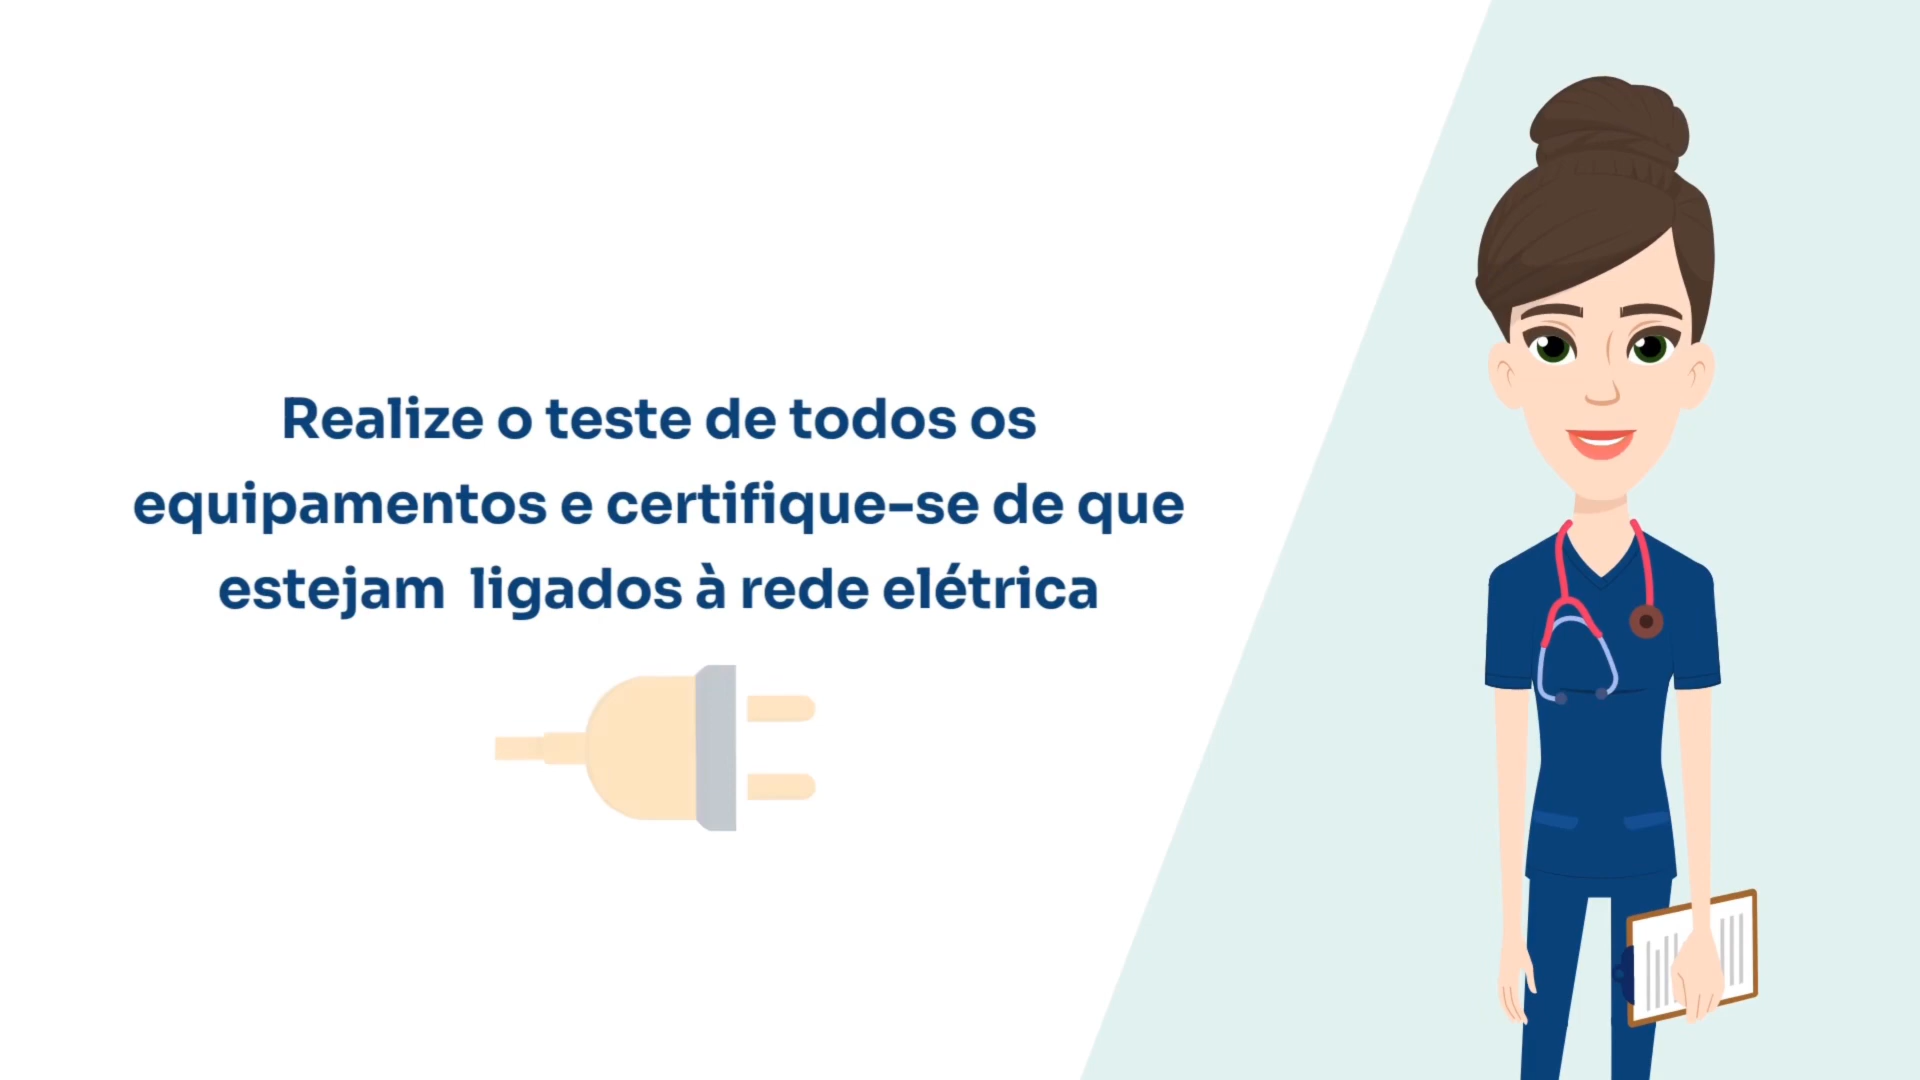 Realize o teste de todos os
equipamentos e certifique-se de que
estejam ligados à rede elétrica